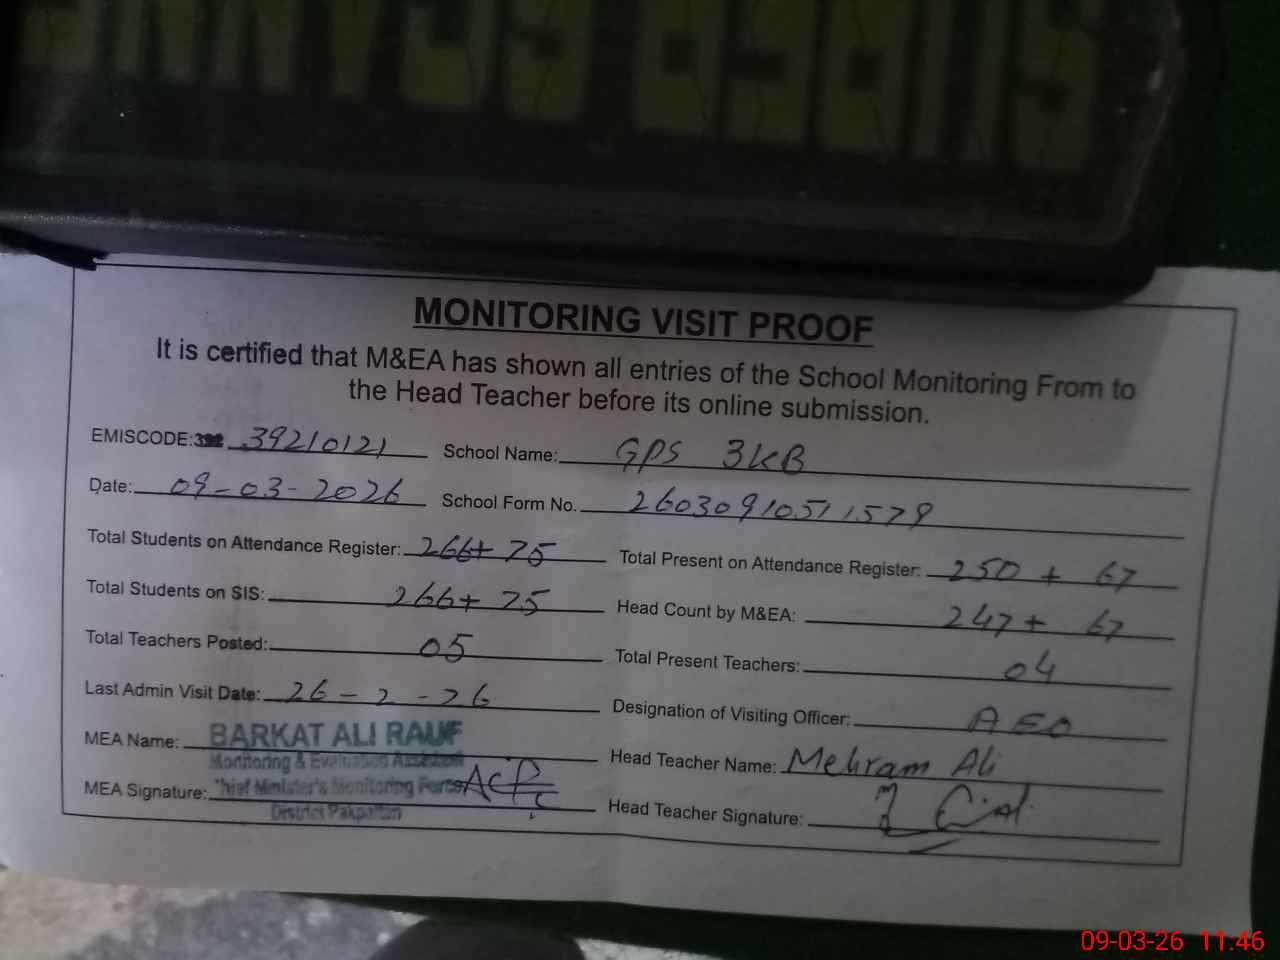 MONITORING VISIT PROOF
It is certified that M&EA has shown all entries of the School Monitoring From to
the Head Teacher before its online submission.
EMISCODE: 39210121 School Name: GPS 3KB
Date: 09-03-2026 School Form No. 26030910511579
Total Students on Attendance Register: 266+ 75 Total Present on Attendance Register: 250 + 67
Total Students on SIS: 266+ 75 Head Count by M&EA: 247+ 67
Total Teachers Posted: 05 Total Present Teachers: 04
Last Admin Visit Date: 26-2-26 Designation of Visiting Officer: AEO
MEA Name: BARKAT ALI RAUF Head Teacher Name: Mehram Ali
Monitoring & Evaluation Assistant
MEA Signature: Chief Minister's Monitoring Force Head Teacher Signature:
District Pakpattan
09-03-26 11.46